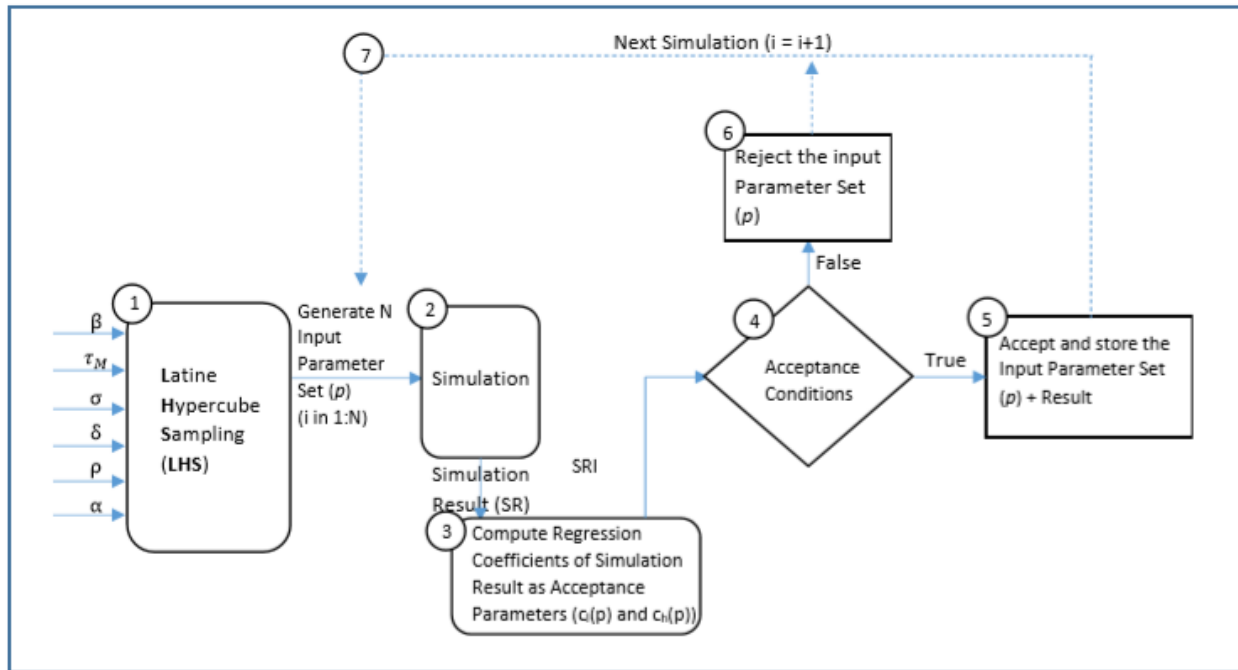 7
Next Simulation (i = i+1)
6
Reject the input
Parameter Set
(p)
False
1
β
τM
σ
δ
ρ
α
Latine
Hypercube
Sampling
(LHS)
Generate N
Input
Parameter
Set (p)
(i in 1:N)
2
Simulation
Simulation
Result (SR)
SRI
3
Compute Regression
Coefficients of Simulation
Result as Acceptance
Parameters (cᵢ(p) and cₕ(p))
4
Acceptance
Conditions
True
5
Accept and store the
Input Parameter Set
(p) + Result